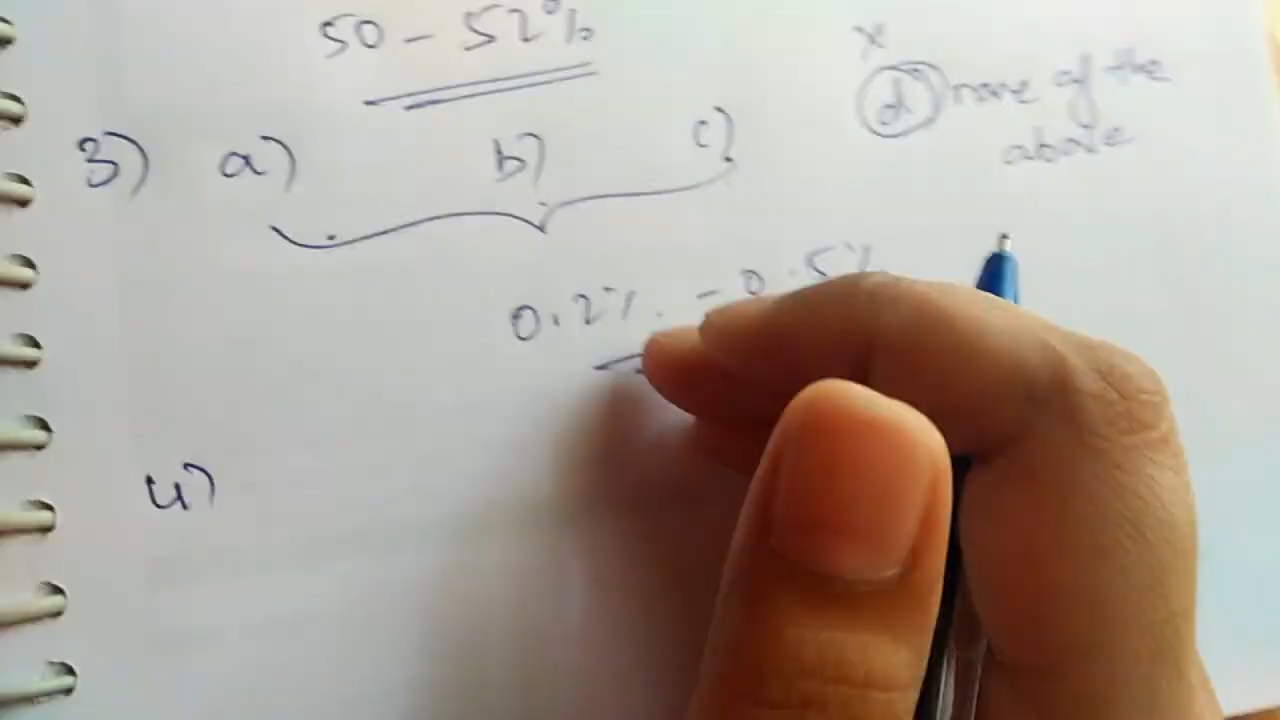 50 - 52%
x
d) none of the
above
3) a) b) c)
0.2% - 0.5%
4)